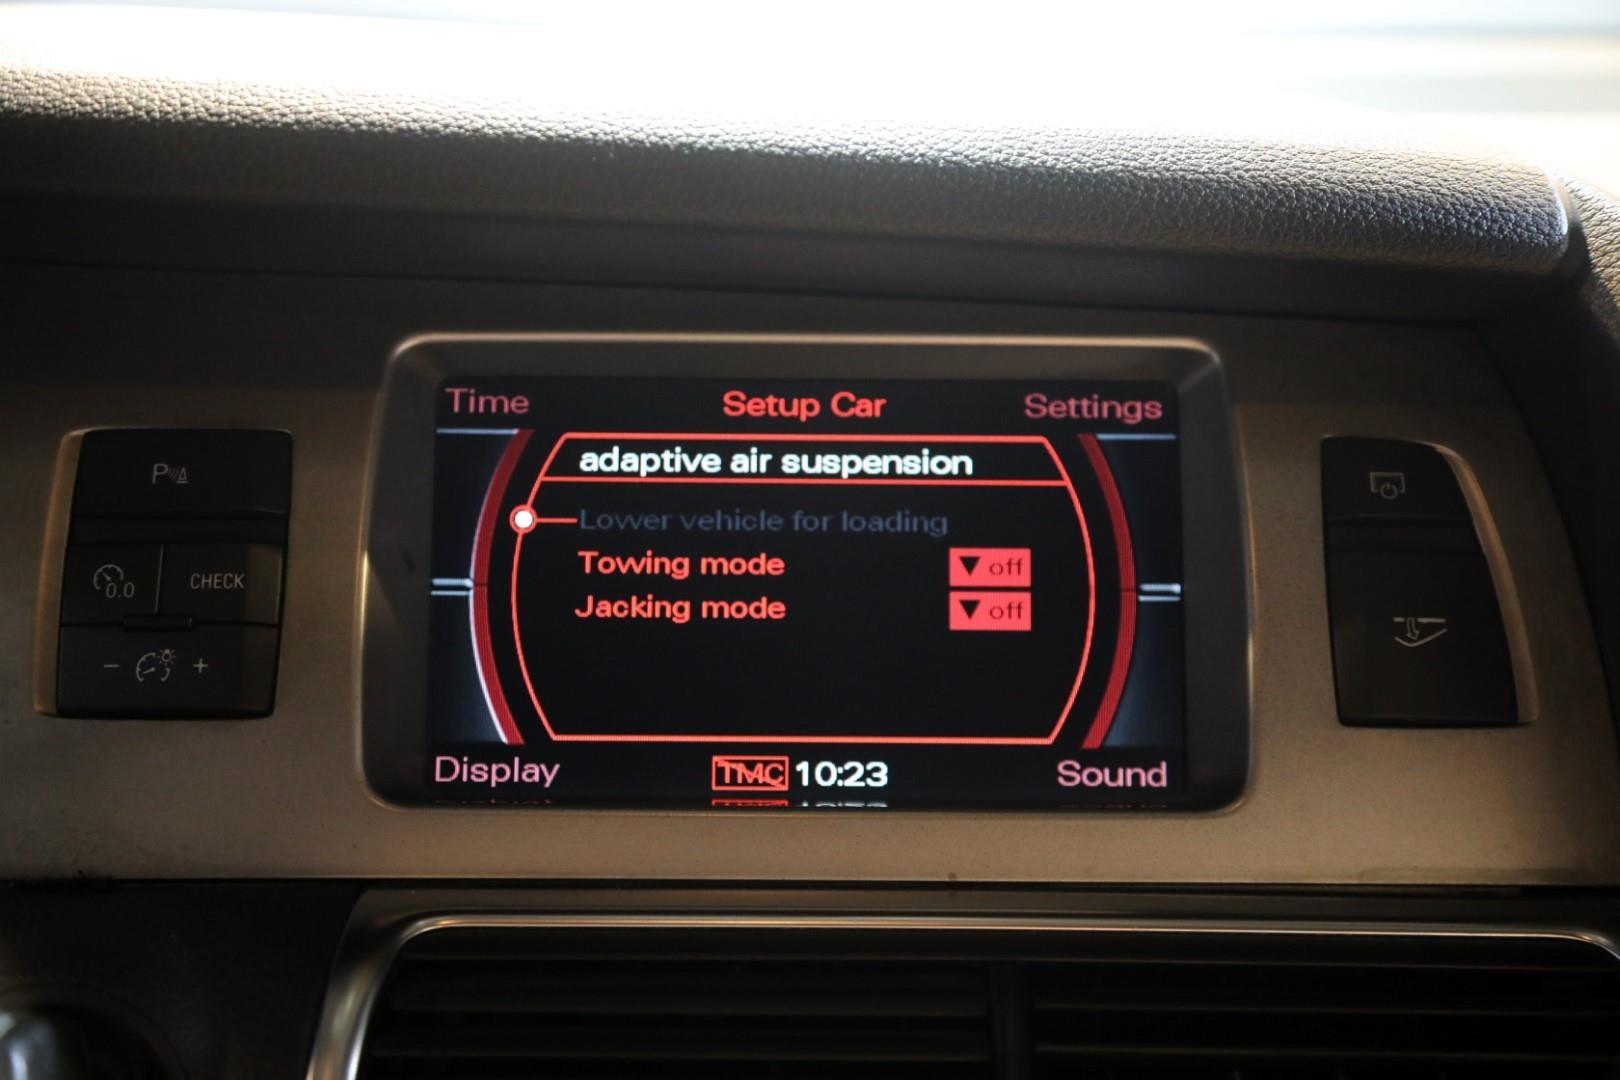 Time Setup Car Settings
adaptive air suspension
Lower vehicle for loading
Towing mode ▼ off
Jacking mode ▼ off
Display TMC 10:23 Sound
P
0.0 CHECK
− +